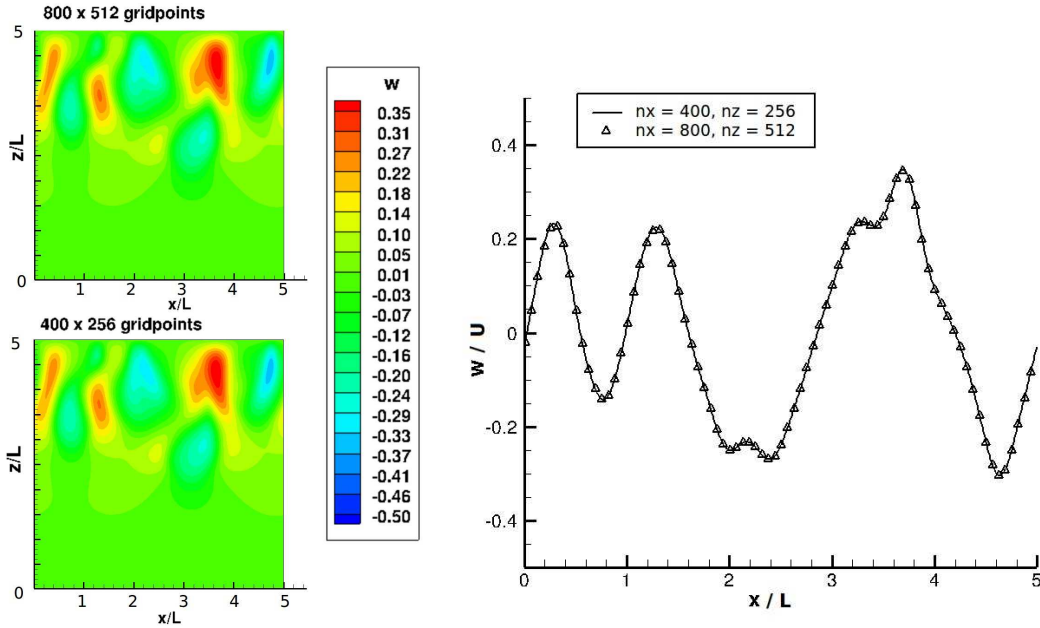 800 x 512 gridpoints
5
z/L
0
1 2 3 4 5
x/L
400 x 256 gridpoints
5
z/L
0
1 2 3 4 5
x/L
w
0.35
0.31
0.27
0.22
0.18
0.14
0.10
0.05
0.01
-0.03
-0.07
-0.12
-0.16
-0.20
-0.24
-0.29
-0.33
-0.37
-0.41
-0.46
-0.50
nx = 400, nz = 256
nx = 800, nz = 512
0.4
0.2
0
-0.2
-0.4
w / U
0 1 2 3 4 5
x / L